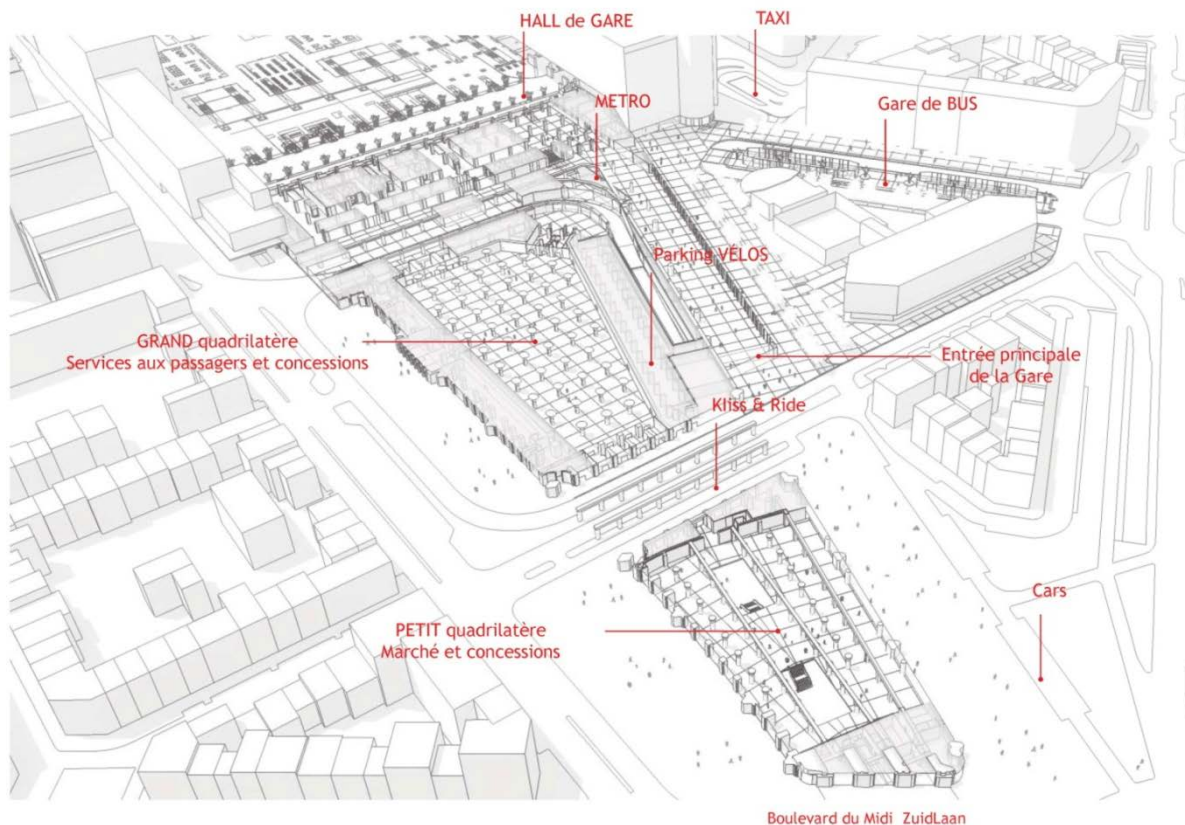 HALL de GARE
TAXI
METRO
Gare de BUS
Parking VÉLOS
GRAND quadrilatère
Services aux passagers et concessions
Entrée principale
de la Gare
KIiss & Ride
Cars
PETIT quadrilatère
Marché et concessions
Boulevard du Midi ZuidLaan